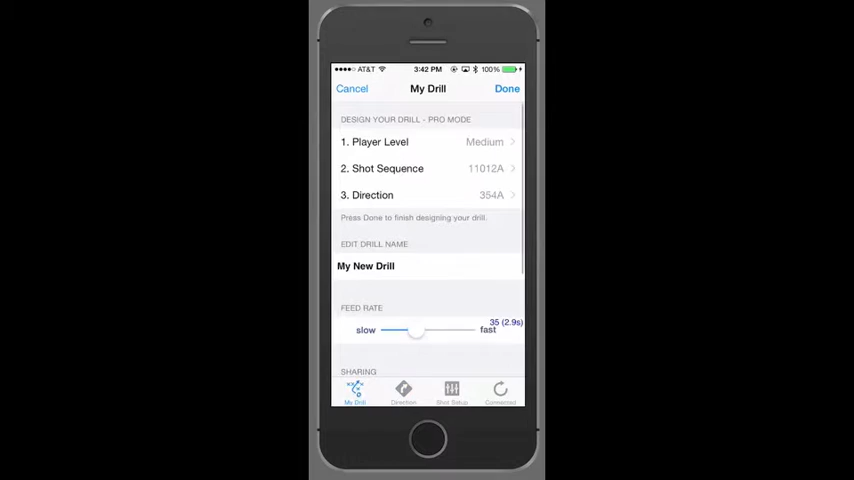 AT&T 3:42 PM 100%
Cancel My Drill Done
DESIGN YOUR DRILL - PRO MODE
1. Player Level Medium
2. Shot Sequence 11012A
3. Direction 354A
Press Done to finish designing your drill.
EDIT DRILL NAME
My New Drill
FEED RATE
35 (2.9s)
slow fast
SHARING
My Drill Direction Shot Setup Connected